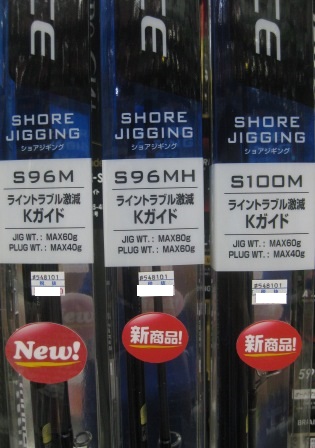 SHORE
JIGGING
ショアジギング
S96M
ライントラブル激減
Kガイド
JIG WT.: MAX60g
PLUG WT.: MAX40g
#548101
New!
SHORE
JIGGING
ショアジギング
S96MH
ライントラブル激減
Kガイド
JIG WT.: MAX80g
PLUG WT.: MAX60g
#548101
新商品!
SHORE
JIGGING
ショアジギング
S100M
ライントラブル激減
Kガイド
JIG WT.: MAX60g
PLUG WT.: MAX40g
#548101
新商品!